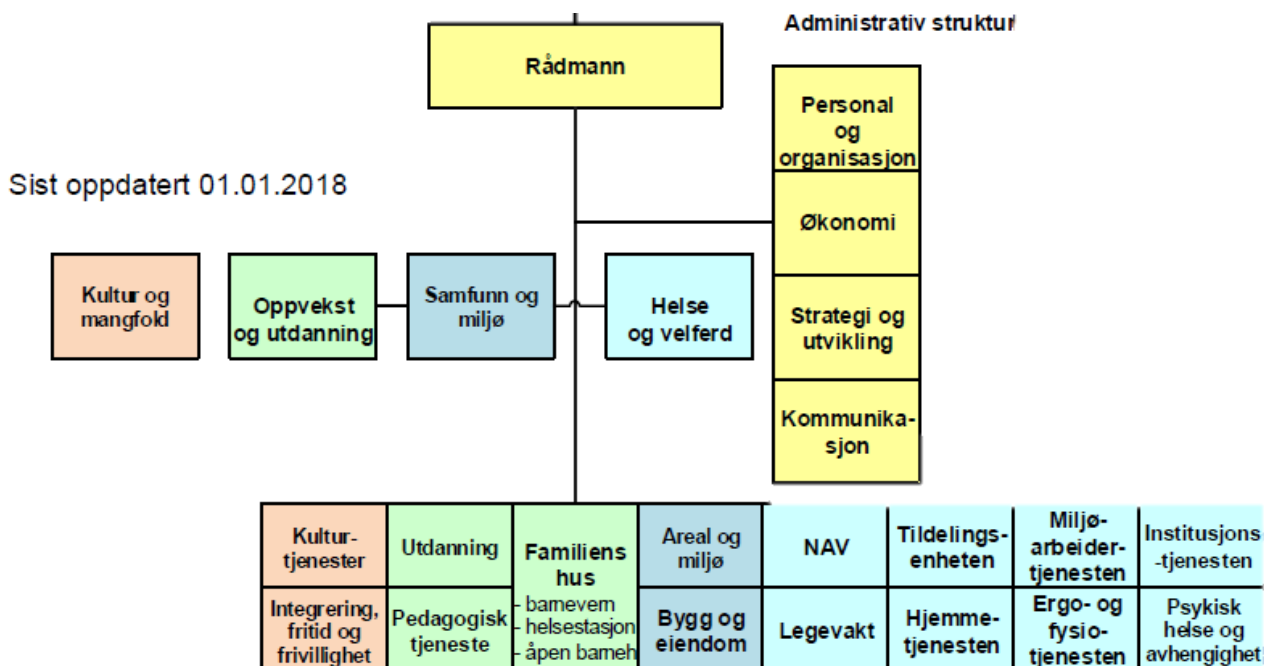 Administrativ struktur
Rådmann
Personal
og
organisasjon
Sist oppdatert 01.01.2018
Økonomi
Kultur og
mangfold
Oppvekst
og utdanning
Samfunn og
miljø
Helse
og velferd
Strategi og
utvikling
Kommunika-
sjon
Kultur-
tjenester
Utdanning
Familiens
hus
- barnevern
- helsestasjon
- åpen barneh
Areal og
miljø
NAV
Tildelings-
enheten
Miljø-
arbeider-
tjenesten
Institusjons
-tjenesten
Integrering,
fritid og
frivillighet
Pedagogisk
tjeneste
Bygg og
eiendom
Legevakt
Hjemme-
tjenesten
Ergo- og
fysio-
tjenesten
Psykisk
helse og
avhengighet